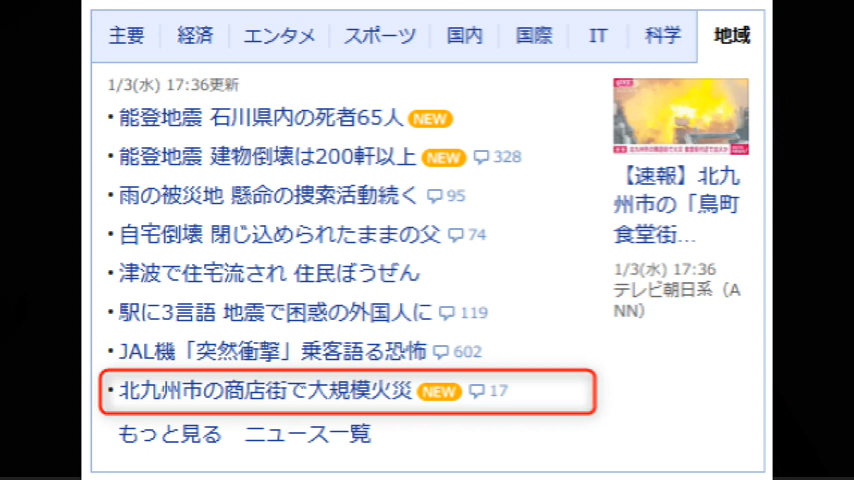 主要 経済 エンタメ スポーツ 国内 国際 IT 科学 地域
1/3(水) 17:36更新
・能登地震 石川県内の死者65人 NEW
・能登地震 建物倒壊は200軒以上 NEW 328
・雨の被災地 懸命の捜索活動続く 95
・自宅倒壊 閉じ込められたままの父 74
・津波で住宅流され 住民ぼうぜん
・駅に3言語 地震で困惑の外国人に 119
・JAL機「突然衝撃」乗客語る恐怖 602
・北九州市の商店街で大規模火災 NEW 17
もっと見る ニュース一覧
【速報】北九
州市の「鳥町
食堂街...
1/3(水) 17:36
テレビ朝日系（A
NN）